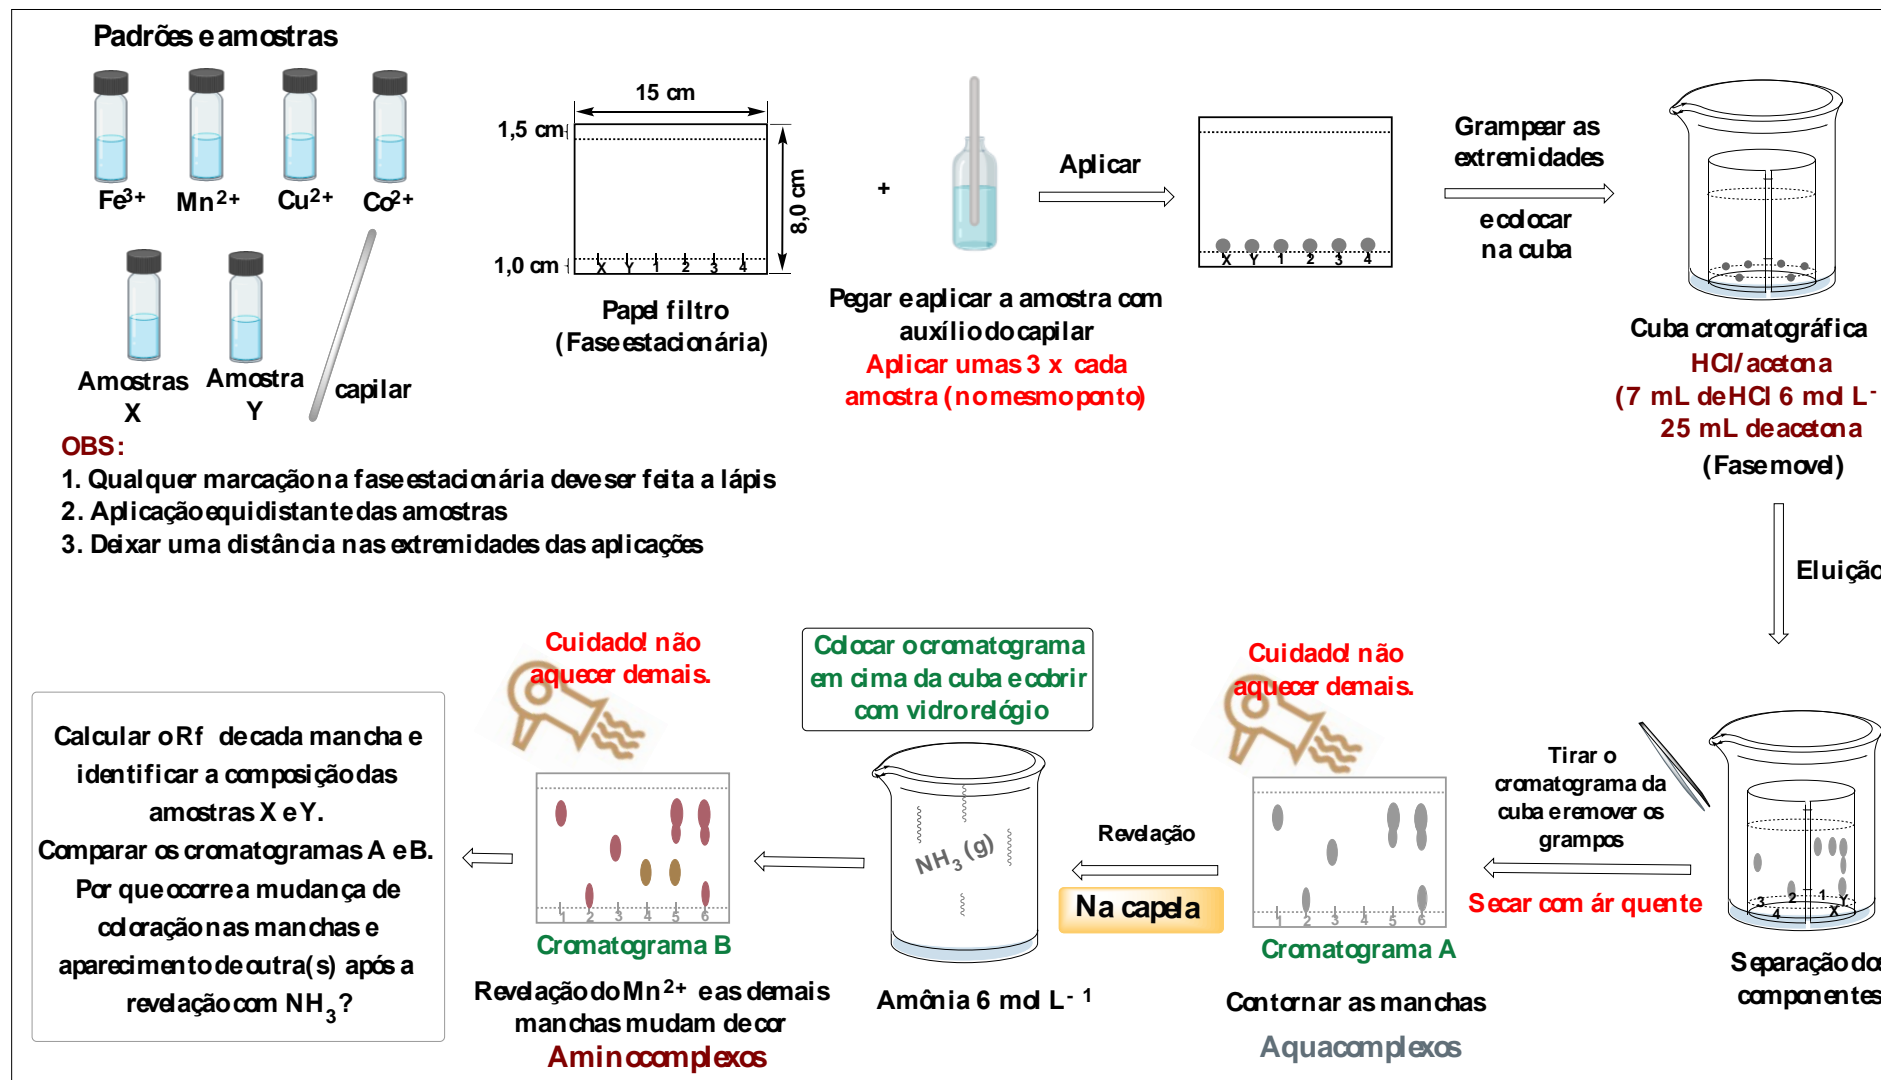 Padrões e amostras
Fe3+
Mn2+
Cu2+
Co2+
Amostras
X
Amostra
Y
capilar
OBS:
1. Qualquer marcação na fase estacionária deve ser feita a lápis
2. Aplicação equidistante das amostras
3. Deixar uma distância nas extremidades das aplicações
15 cm
1,5 cm
8,0 cm
1,0 cm
X Y 1 2 3 4
Papel filtro
(Fase estacionária)
+
Pegar e aplicar a amostra com
auxílio do capilar
Aplicar umas 3 x cada
amostra (no mesmo ponto)
Aplicar
X Y 1 2 3 4
Grampear as
extremidades
e colocar
na cuba
Cuba cromatográfica
HCl/acetona
(7 mL de HCl 6 mol L-
25 mL de acetona
(Fase movel)
Eluição
3 4 2 1 X Y
Separação dos
componentes
Tirar o
cromatograma da
cuba e remover os
grampos
Secar com ár quente
Cuidado! não
aquecer demais.
1 2 3 4 5 6
Cromatograma A
Contornar as manchas
Aquacomplexos
Revelação
Na capela
Colocar o cromatograma
em cima da cuba e cobrir
com vidro relógio
NH3(g)
Amônia 6 mol L- 1
Cuidado! não
aquecer demais.
1 2 3 4 5 6
Cromatograma B
Revelação do Mn2+ e as demais
manchas mudam de cor
Aminocomplexos
Calcular o Rf de cada mancha e
identificar a composição das
amostras X e Y.
Comparar os cromatogramas A e B.
Por que ocorre a mudança de
coloração nas manchas e
aparecimento de outra(s) após a
revelação com NH3?